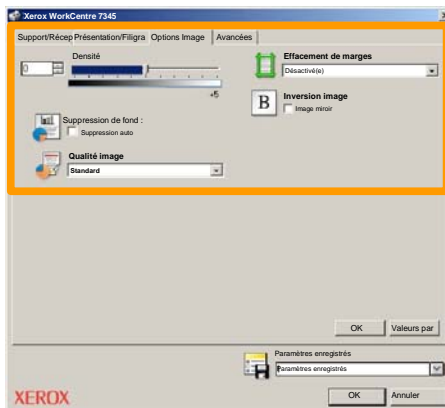 Xerox WorkCentre 7345
Support/Récep Présentation/Filigra Options Image Avancées
Densité
0
+5
Effacement de marges
Désactivé(e)
Suppression de fond :
Suppression auto
B
Inversion image
Image miroir
Qualité image
Standard
OK Valeurs par
Paramètres enregistrés
Paramètres enregistrés
XEROX
OK Annuler